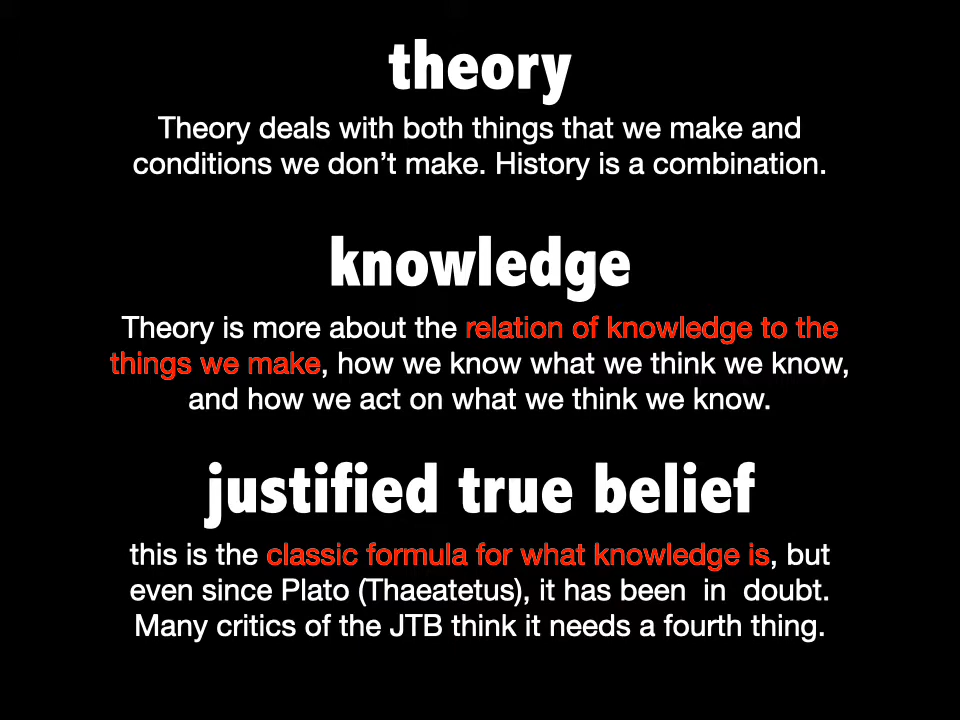 theory
Theory deals with both things that we make and
conditions we don’t make. History is a combination.
knowledge
Theory is more about the relation of knowledge to the
things we make, how we know what we think we know,
and how we act on what we think we know.
justified true belief
this is the classic formula for what knowledge is, but
even since Plato (Thaeatetus), it has been  in  doubt.
Many critics of the JTB think it needs a fourth thing.